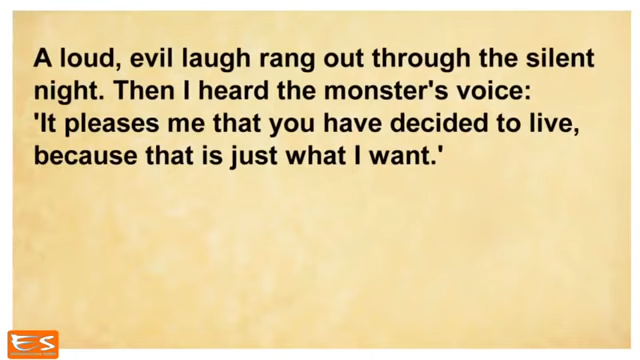 A loud, evil laugh rang out through the silent
night. Then I heard the monster's voice:
'It pleases me that you have decided to live,
because that is just what I want.'
ES